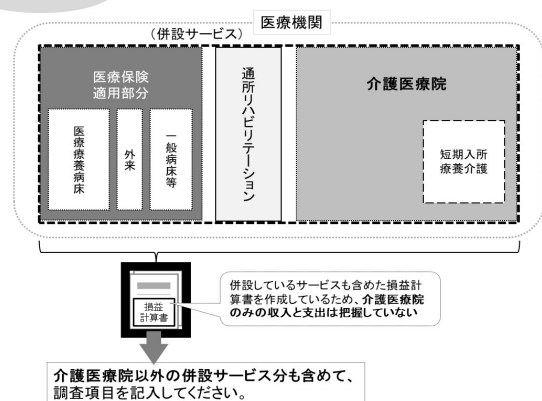 医療機関
（併設サービス）
医療保険
適用部分
医療療養病床
外来
一般病床等
通所リハビリテーション
介護医療院
短期入所
療養介護
損益
計算書
併設しているサービスも含めた損益計
算書を作成しているため、介護医療院
のみの収入と支出は把握していない
介護医療院以外の併設サービス分も含めて、
調査項目を記入してください。